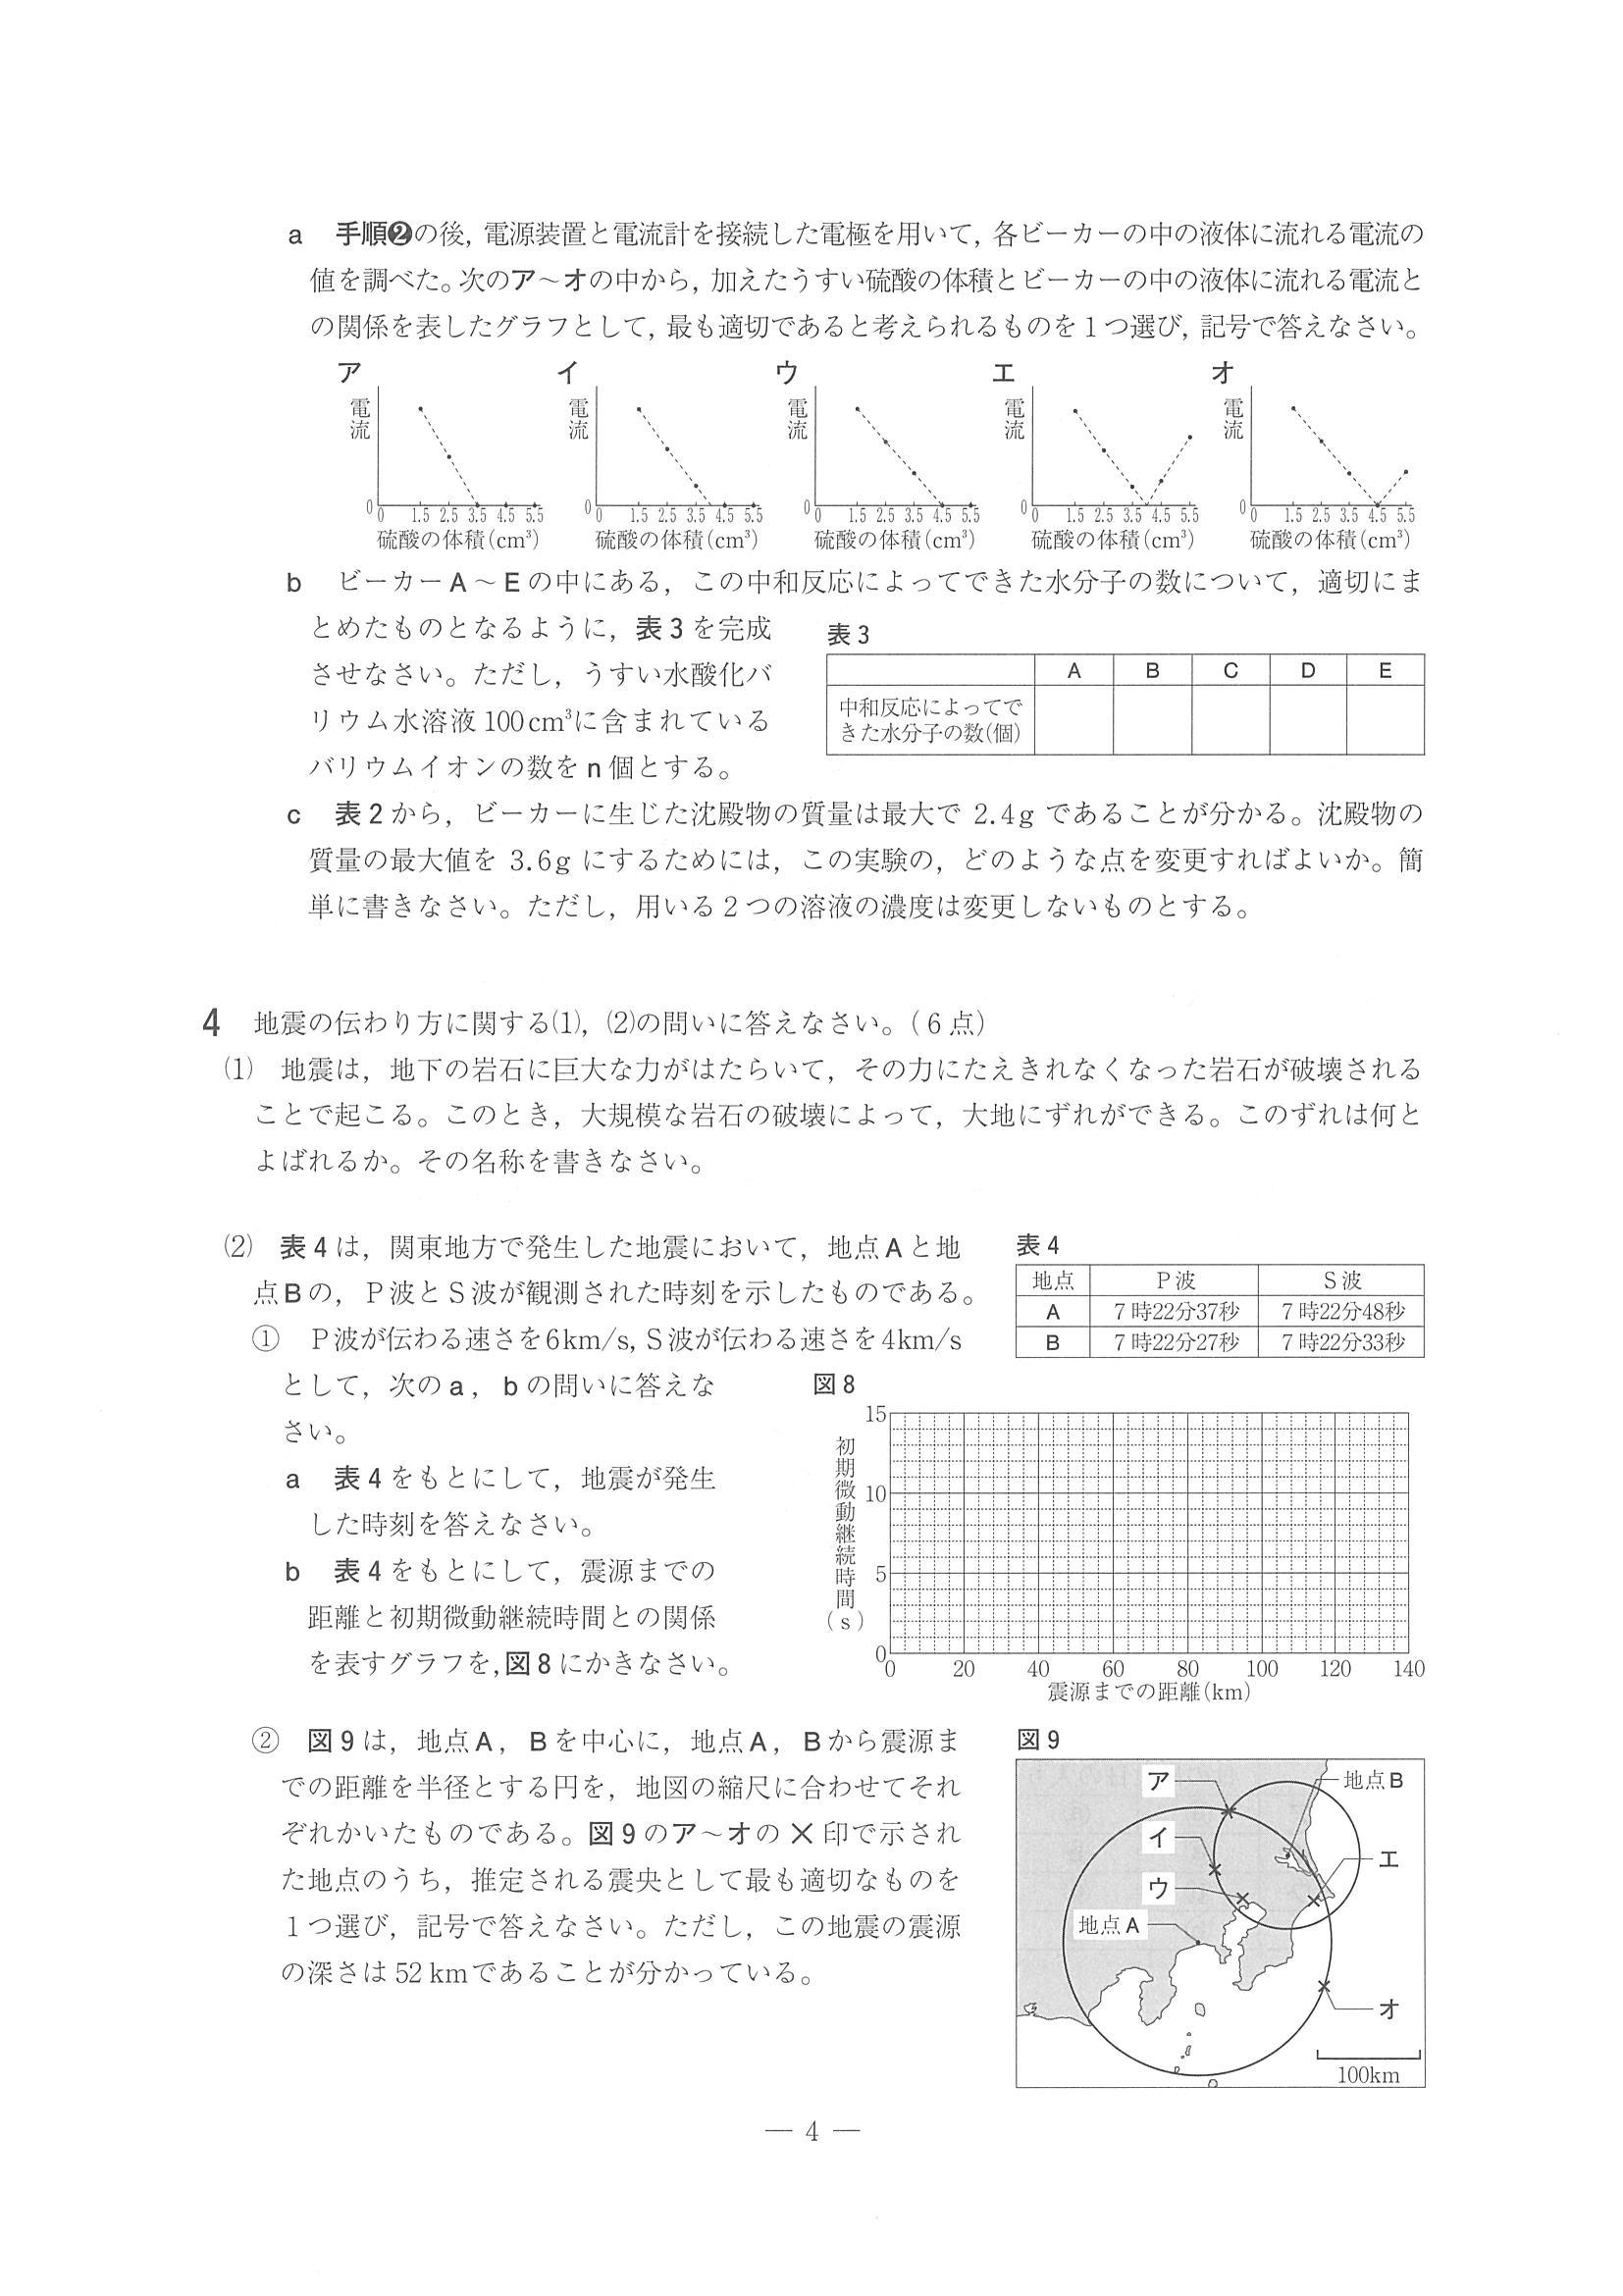 a　手順❷の後，電源装置と電流計を接続した電極を用いて，各ビーカーの中の液体に流れる電流の
値を調べた。次のア～オの中から，加えたうすい硫酸の体積とビーカーの中の液体に流れる電流と
の関係を表したグラフとして，最も適切であると考えられるものを１つ選び，記号で答えなさい。
ア　イ　ウ　エ　オ
電流　電流　電流　電流　電流
0　0　0　0　0
0 1.5 2.5 3.5 4.5 5.5　0 1.5 2.5 3.5 4.5 5.5　0 1.5 2.5 3.5 4.5 5.5　0 1.5 2.5 3.5 4.5 5.5　0 1.5 2.5 3.5 4.5 5.5
硫酸の体積(cm³)　硫酸の体積(cm³)　硫酸の体積(cm³)　硫酸の体積(cm³)　硫酸の体積(cm³)
b　ビーカーA～Eの中にある，この中和反応によってできた水分子の数について，適切にま
とめたものとなるように，表3を完成
させなさい。ただし，うすい水酸化バ
リウム水溶液100cm³に含まれている
バリウムイオンの数をn個とする。
表3
A　B　C　D　E
中和反応によってで
きた水分子の数(個)
c　表2から，ビーカーに生じた沈殿物の質量は最大で 2.4g であることが分かる。沈殿物の
質量の最大値を 3.6g にするためには，この実験の，どのような点を変更すればよいか。簡
単に書きなさい。ただし，用いる２つの溶液の濃度は変更しないものとする。
4　地震の伝わり方に関する(1)，(2)の問いに答えなさい。（６点）
(1)　地震は，地下の岩石に巨大な力がはたらいて，その力にたえきれなくなった岩石が破壊される
ことで起こる。このとき，大規模な岩石の破壊によって，大地にずれができる。このずれは何と
よばれるか。その名称を書きなさい。
(2)　表4は，関東地方で発生した地震において，地点Aと地
点Bの，P波とS波が観測された時刻を示したものである。
表4
地点　P波　S波
A　7時22分37秒　7時22分48秒
B　7時22分27秒　7時22分33秒
①　P波が伝わる速さを6km/s，S波が伝わる速さを4km/s
として，次のa，bの問いに答えな
さい。
a　表4をもとにして，地震が発生
した時刻を答えなさい。
b　表4をもとにして，震源までの
距離と初期微動継続時間との関係
を表すグラフを，図8にかきなさい。
図8
初期微動継続時間(s)
15
10
5
0
0　20　40　60　80　100　120　140
震源までの距離(km)
②　図9は，地点A，Bを中心に，地点A，Bから震源ま
での距離を半径とする円を，地図の縮尺に合わせてそれ
ぞれかいたものである。図9のア～オの×印で示され
た地点のうち，推定される震央として最も適切なものを
１つ選び，記号で答えなさい。ただし，この地震の震源
の深さは52kmであることが分かっている。
図9
ア
地点B
イ
エ
ウ
地点A
オ
100km
— 4 —